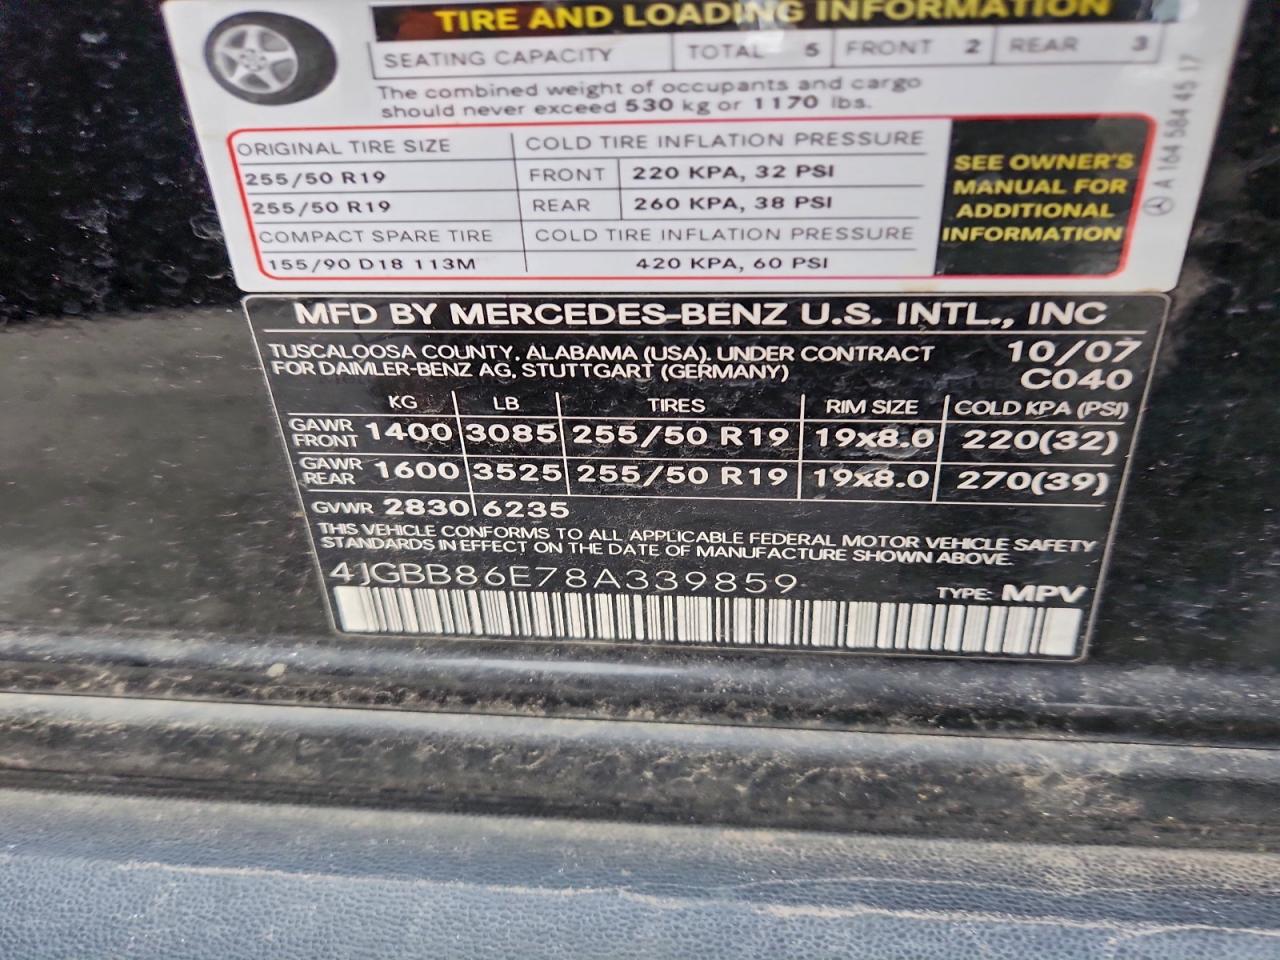 TIRE AND LOADING INFORMATION
SEATING CAPACITY TOTAL 5 FRONT 2 REAR 3
The combined weight of occupants and cargo
should never exceed 530 kg or 1170 lbs.
ORIGINAL TIRE SIZE COLD TIRE INFLATION PRESSURE
255/50 R19 FRONT 220 KPA, 32 PSI
255/50 R19 REAR 260 KPA, 38 PSI
COMPACT SPARE TIRE COLD TIRE INFLATION PRESSURE
155/90 D18 113M 420 KPA, 60 PSI
SEE OWNER'S
MANUAL FOR
ADDITIONAL
INFORMATION
A 164 584 45 17
MFD BY MERCEDES-BENZ U.S. INTL., INC
TUSCALOOSA COUNTY, ALABAMA (USA), UNDER CONTRACT 10/07
FOR DAIMLER-BENZ AG, STUTTGART (GERMANY) C040
KG LB TIRES RIM SIZE COLD KPA (PSI)
GAWR FRONT 1400 3085 255/50 R19 19x8.0 220(32)
GAWR REAR 1600 3525 255/50 R19 19x8.0 270(39)
GVWR 2830 6235
THIS VEHICLE CONFORMS TO ALL APPLICABLE FEDERAL MOTOR VEHICLE SAFETY
STANDARDS IN EFFECT ON THE DATE OF MANUFACTURE SHOWN ABOVE.
4JGBB86E78A339859
TYPE: MPV